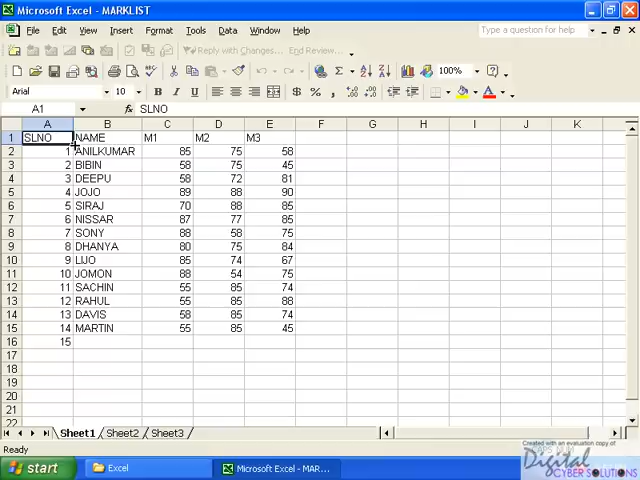 Microsoft Excel - MARKLIST
File Edit View Insert Format Tools Data Window Help Type a question for help
Reply with Changes... End Review...
100%
Arial 10 B I U
A1 fx SLNO
A B C D E F G H I J K
1 SLNO NAME M1 M2 M3
2 1 ANILKUMAR 85 75 58
3 2 BIBIN 58 75 45
4 3 DEEPU 58 72 81
5 4 JOJO 89 88 90
6 5 SIRAJ 70 88 85
7 6 NISSAR 87 77 85
8 7 SONY 88 58 75
9 8 DHANYA 80 75 84
10 9 LIJO 85 74 67
11 10 JOMON 88 54 75
12 11 SACHIN 55 85 74
13 12 RAHUL 55 85 88
14 13 DAVIS 58 85 74
15 14 MARTIN 55 85 45
16 15
17
18
19
20
21
22
Sheet1 Sheet2 Sheet3
Ready
Created with an evaluation copy of
CAPS NUM
Digital
CYBER SOLUTIONS
start Excel Microsoft Excel - MAR...